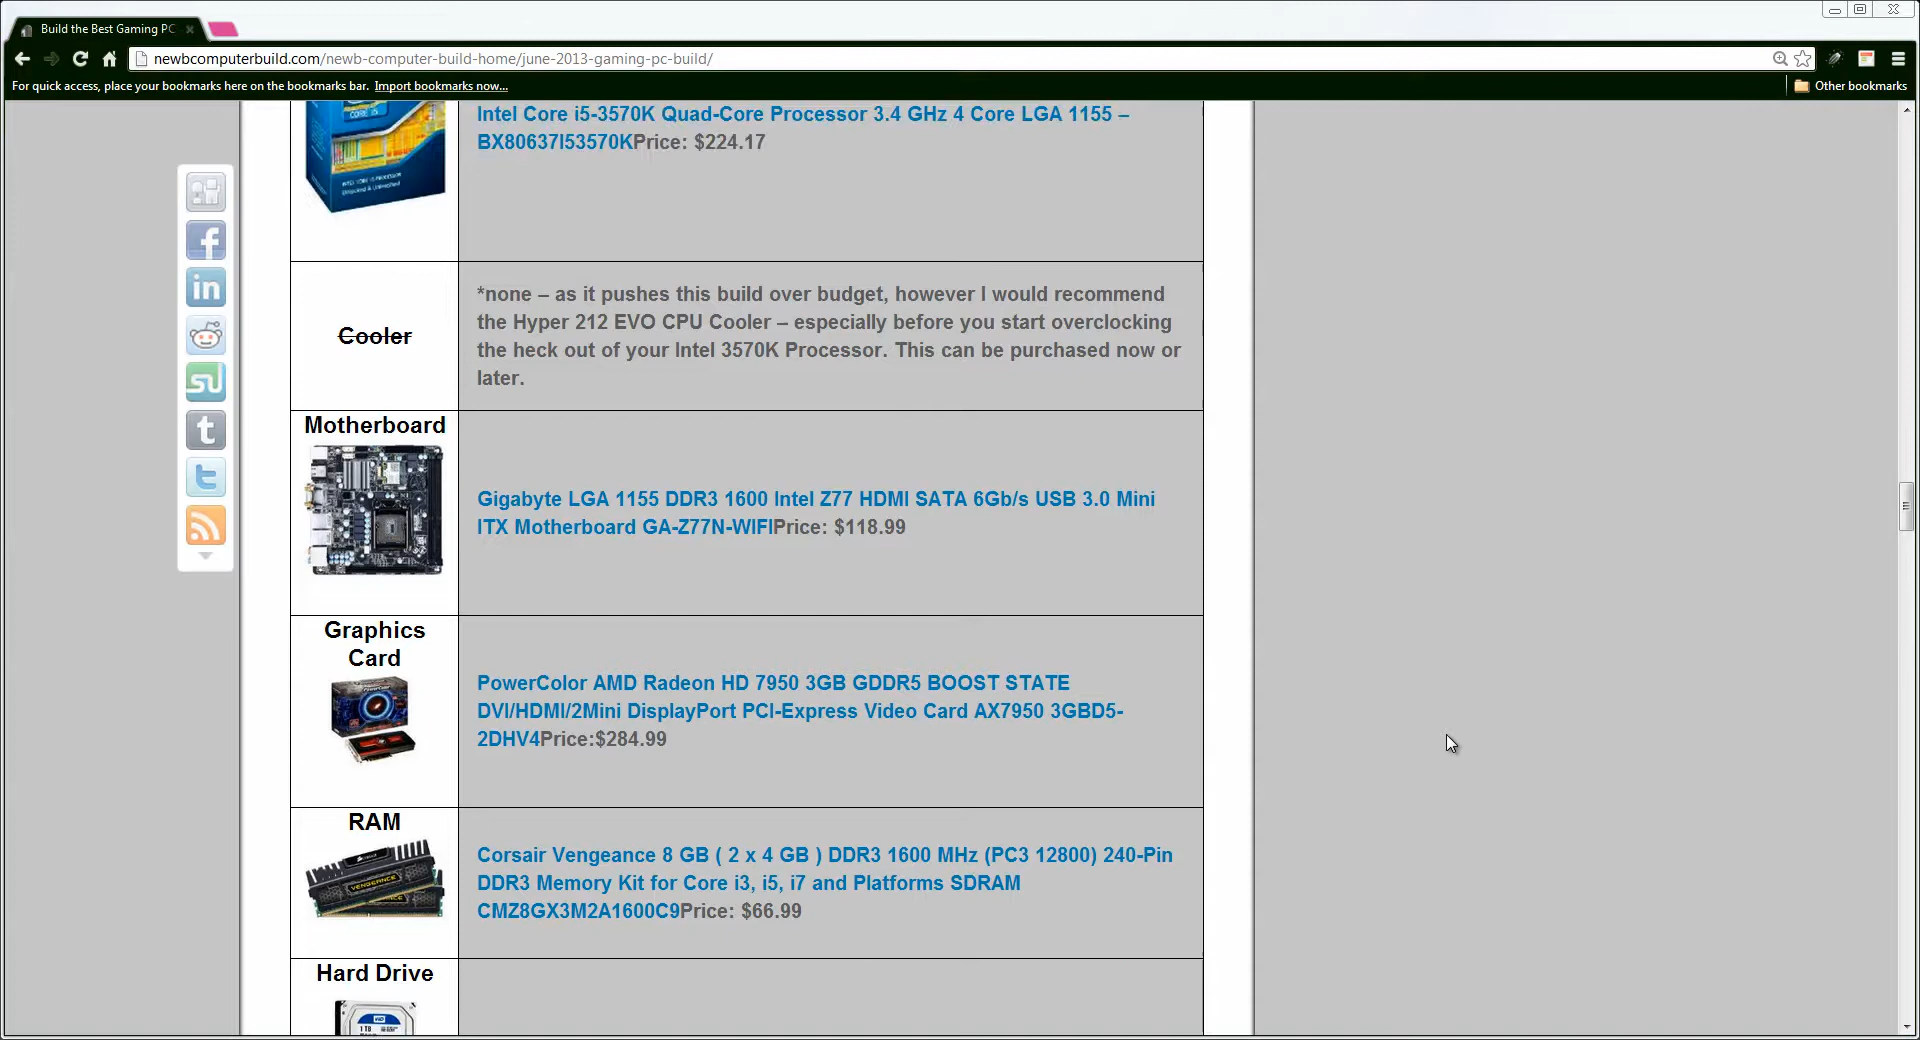 Build the Best Gaming PC
newbcomputerbuild.com/newb-computer-build-home/june-2013-gaming-pc-build/
For quick access, place your bookmarks here on the bookmarks bar. Import bookmarks now...
Other bookmarks
Intel Core i5-3570K Quad-Core Processor 3.4 GHz 4 Core LGA 1155 –
BX80637I53570KPrice: $224.17
Cooler
*none – as it pushes this build over budget, however I would recommend
the Hyper 212 EVO CPU Cooler – especially before you start overclocking
the heck out of your Intel 3570K Processor. This can be purchased now or
later.
Motherboard
Gigabyte LGA 1155 DDR3 1600 Intel Z77 HDMI SATA 6Gb/s USB 3.0 Mini
ITX Motherboard GA-Z77N-WIFIPrice: $118.99
Graphics
Card
PowerColor AMD Radeon HD 7950 3GB GDDR5 BOOST STATE
DVI/HDMI/2Mini DisplayPort PCI-Express Video Card AX7950 3GBD5-
2DHV4Price:$284.99
RAM
VENGEANCE
Corsair Vengeance 8 GB ( 2 x 4 GB ) DDR3 1600 MHz (PC3 12800) 240-Pin
DDR3 Memory Kit for Core i3, i5, i7 and Platforms SDRAM
CMZ8GX3M2A1600C9Price: $66.99
Hard Drive
1 TB